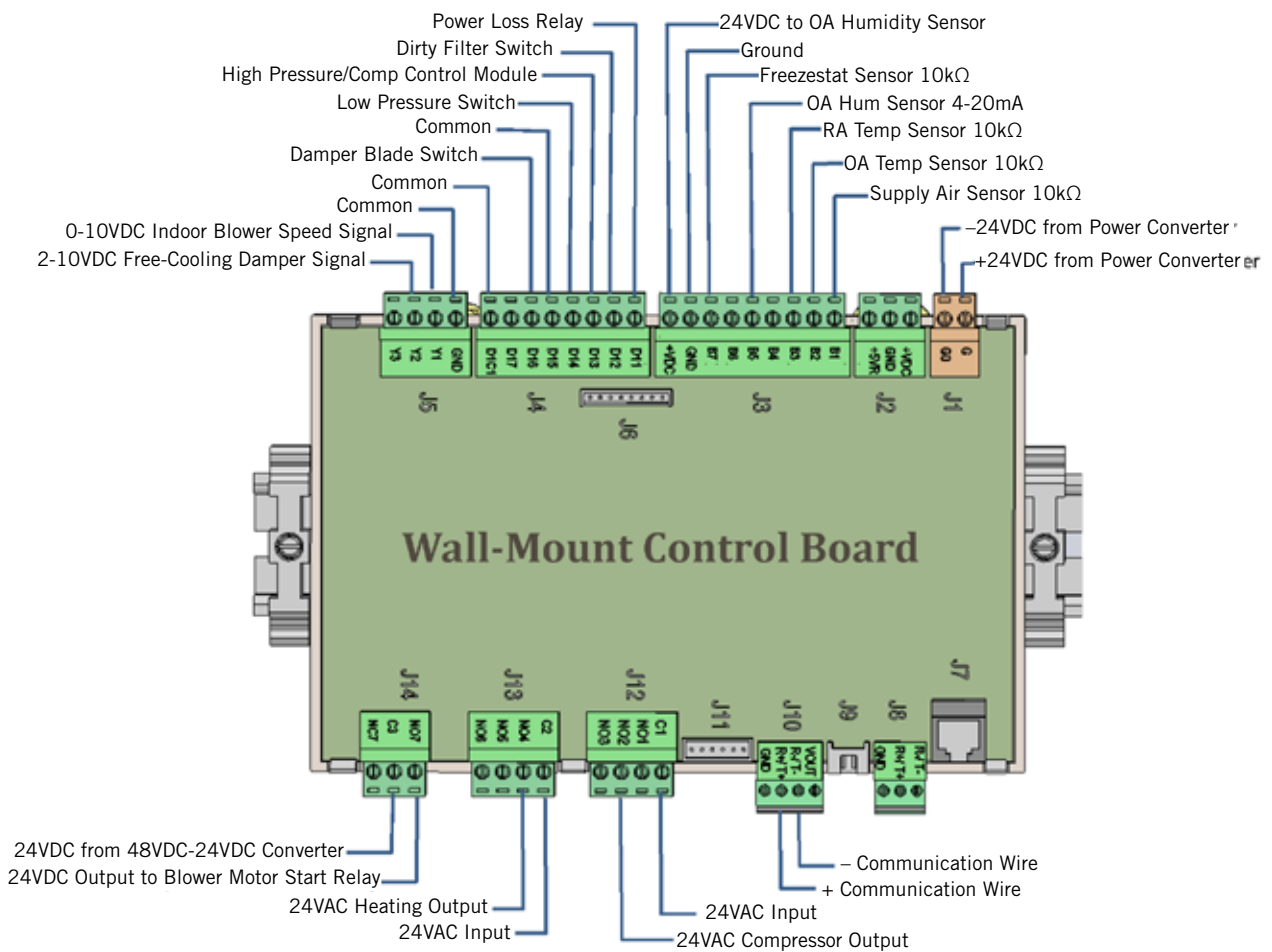 Power Loss Relay
Dirty Filter Switch
High Pressure/Comp Control Module
Low Pressure Switch
Common
Damper Blade Switch
Common
Common
0-10VDC Indoor Blower Speed Signal
2-10VDC Free-Cooling Damper Signal
24VDC to OA Humidity Sensor
Ground
Freezestat Sensor 10kΩ
OA Hum Sensor 4-20mA
RA Temp Sensor 10kΩ
OA Temp Sensor 10kΩ
Supply Air Sensor 10kΩ
–24VDC from Power Converter
+24VDC from Power Converter
Y3
Y2
Y1
GND
J5
DIC1
DI7
DI6
DI5
DI4
DI3
DI2
DI1
J4
J6
+VDC
GND
B7
B6
B5
B4
B3
B2
B1
J3
+5VR
GND
+VDC
J2
G0
G
J1
Wall-Mount Control Board
J14
NC7
C3
NO7
J13
NO6
NO5
NO4
C2
J12
NO3
NO2
NO1
C1
J11
J10
GND
Rx/T+
Rx/T-
VOUT
J9
J8
GND
Rx/T+
Rx/T-
J7
24VDC from 48VDC-24VDC Converter
24VDC Output to Blower Motor Start Relay
24VAC Heating Output
24VAC Input
– Communication Wire
+ Communication Wire
24VAC Input
24VAC Compressor Output